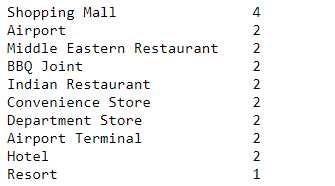 Shopping Mall 4
Airport 2
Middle Eastern Restaurant 2
BBQ Joint 2
Indian Restaurant 2
Convenience Store 2
Department Store 2
Airport Terminal 2
Hotel 2
Resort 1